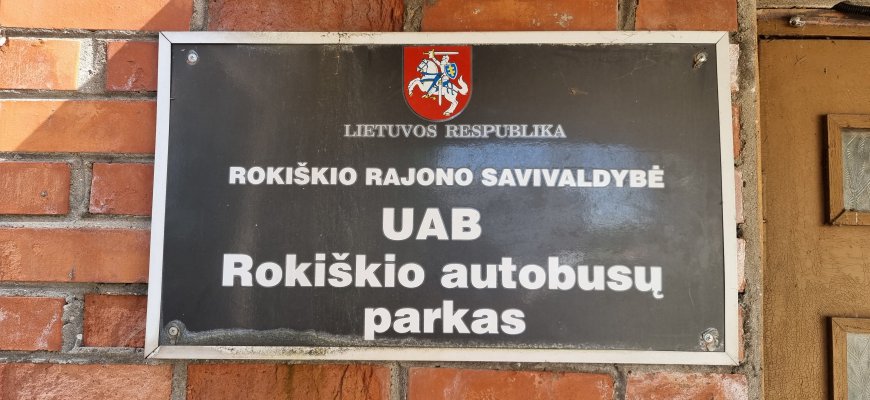 LIETUVOS RESPUBLIKA
ROKIŠKIO RAJONO SAVIVALDYBĖ
UAB
Rokiškio autobusų
parkas